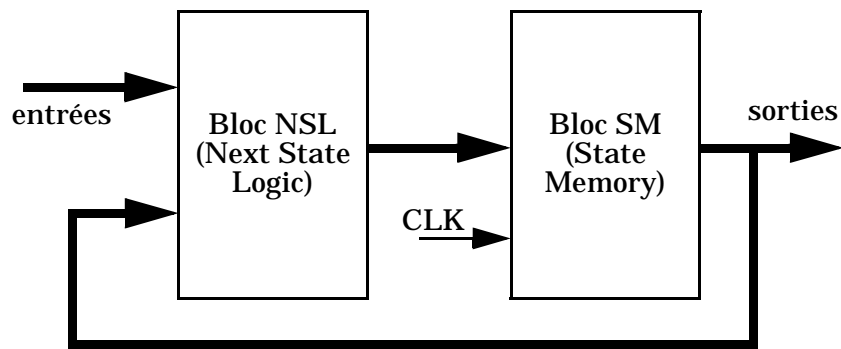 entrées
Bloc NSL
(Next State
Logic)
CLK
Bloc SM
(State
Memory)
sorties